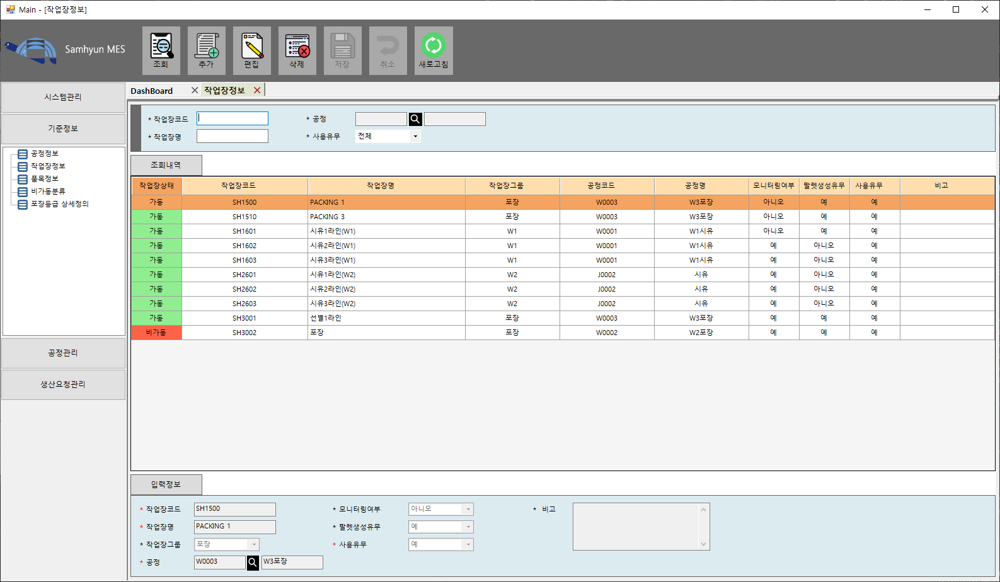 Main - [작업장정보]
Samhyun MES
조회 추가 편집 삭제 저장 취소 새로고침
시스템관리
기준정보
공정정보
작업장정보
품목정보
비가동분류
포장등급 상세정의
공정관리
생산요청관리
DashBoard 작업장정보
* 작업장코드 * 공정
* 작업장명 * 사용유무 전체
조회내역
작업장상태 작업장코드 작업장명 작업장그룹 공정코드 공정명 모니터링여부 팔렛생성유무 사용유무 비고
가동 SH1500 PACKING 1 포장 W0003 W3포장 아니오 예 예
가동 SH1510 PACKING 3 포장 W0003 W3포장 아니오 예 예
가동 SH1601 시유1라인(W1) W1 W0001 W1시유 아니오 예 예
가동 SH1602 시유2라인(W1) W1 W0001 W1시유 예 아니오 예
가동 SH1603 시유3라인(W1) W1 W0001 W1시유 예 아니오 예
가동 SH2601 시유1라인(W2) W2 J0002 시유 예 아니오 예
가동 SH2602 시유2라인(W2) W2 J0002 시유 예 아니오 예
가동 SH2603 시유3라인(W2) W2 J0002 시유 예 아니오 예
가동 SH3001 선별1라인 포장 W0003 W3포장 예 예 예
비가동 SH3002 포장 포장 W0002 W2포장 예 예 예
입력정보
* 작업장코드 SH1500 * 모니터링여부 아니오 * 비고
* 작업장명 PACKING 1 * 팔렛생성유무 예
* 작업장그룹 포장 * 사용유무 예
* 공정 W0003 W3포장